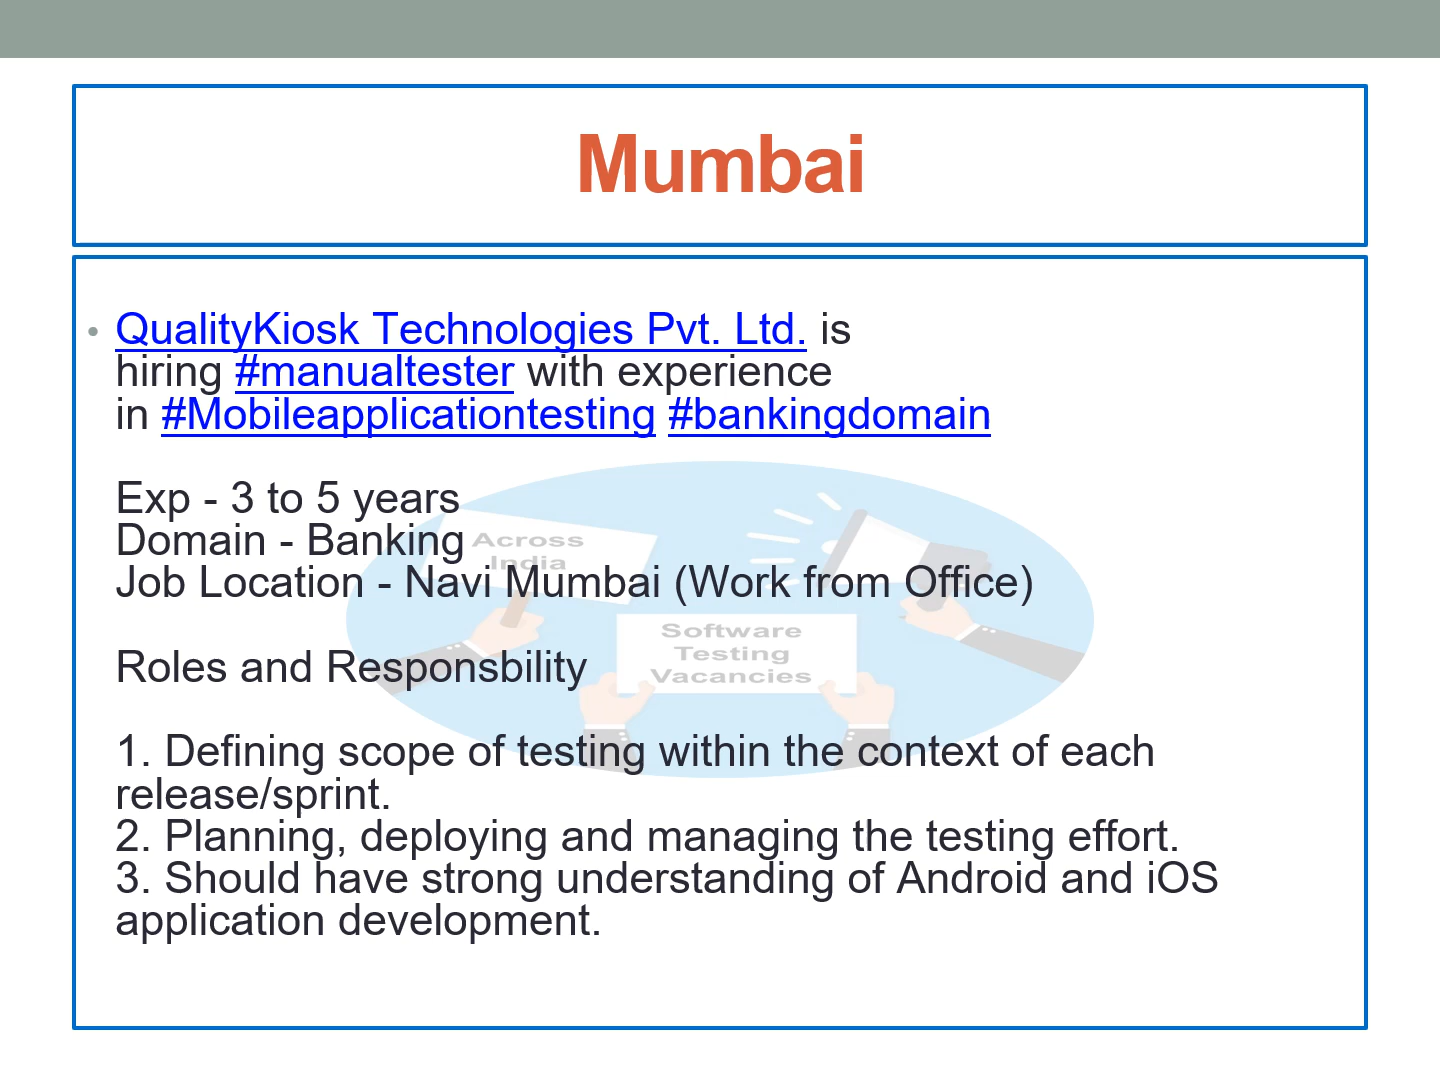 Mumbai
• QualityKiosk Technologies Pvt. Ltd. is
hiring #manualtester with experience
in #Mobileapplicationtesting #bankingdomain
Exp - 3 to 5 years
Domain - Banking
Across
India
Job Location - Navi Mumbai (Work from Office)
Software
Testing
Vacancies
Roles and Responsbility
1. Defining scope of testing within the context of each
release/sprint.
2. Planning, deploying and managing the testing effort.
3. Should have strong understanding of Android and iOS
application development.